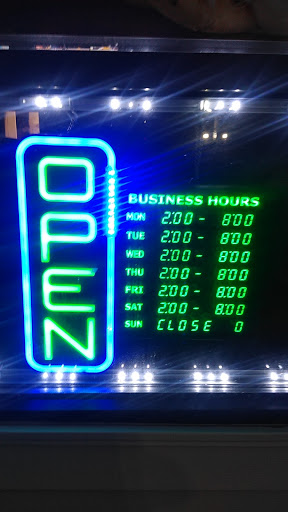 OPEN
BUSINESS HOURS
MON 2:00 - 8:00
TUE 2:00 - 8:00
WED 2:00 - 8:00
THU 2:00 - 8:00
FRI 2:00 - 8:00
SAT 2:00 - 8:00
SUN CLOSE 0